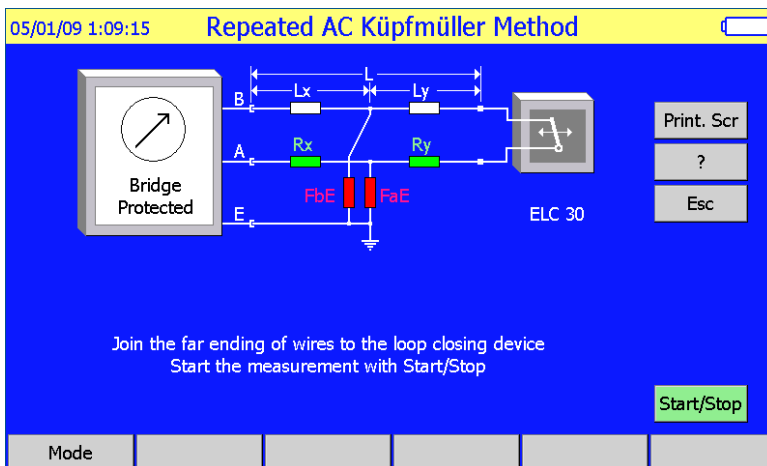 05/01/09 1:09:15 Repeated AC Küpfmüller Method
L
Lx Ly
B
A
E
Rx Ry
FbE FaE
Bridge
Protected
ELC 30
Print. Scr
?
Esc
Join the far ending of wires to the loop closing device
Start the measurement with Start/Stop
Start/Stop
Mode